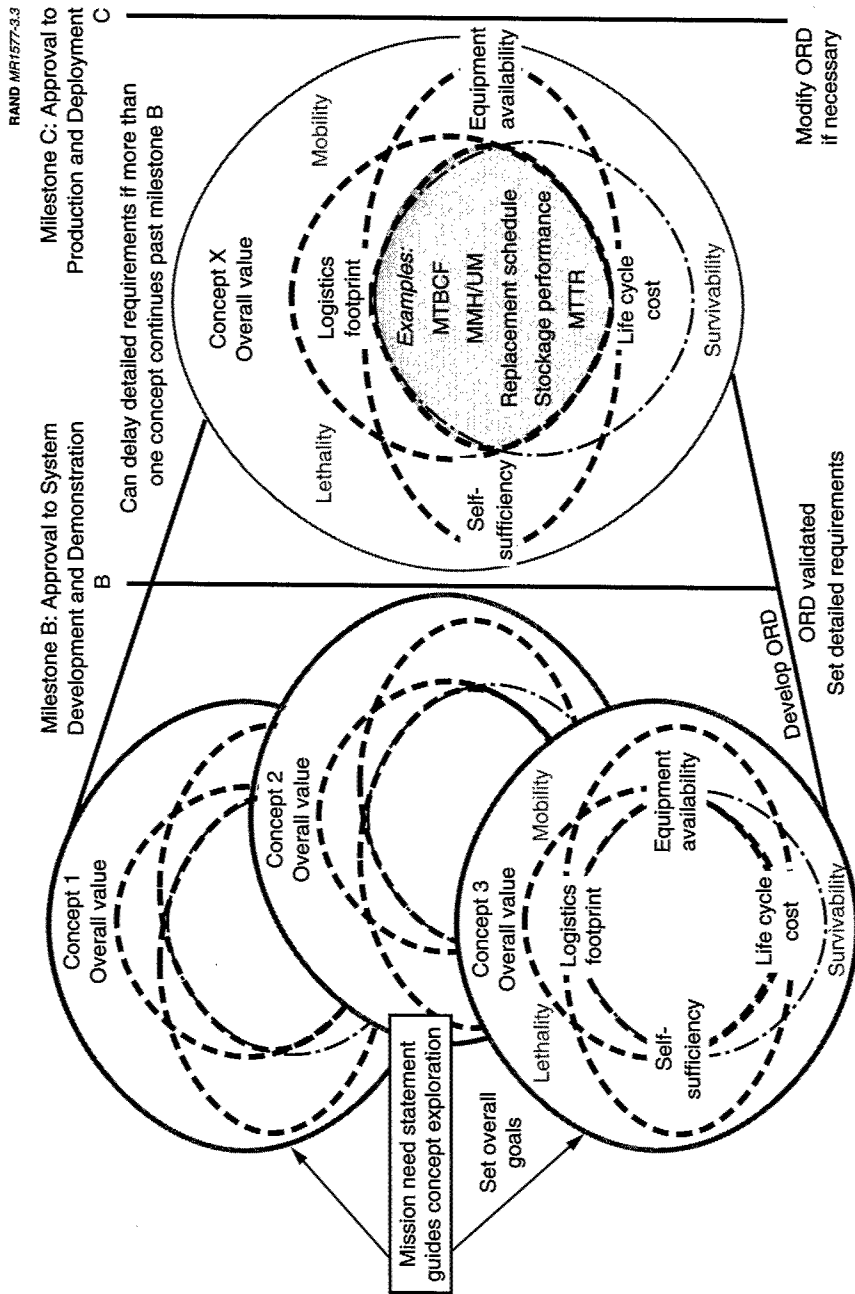 RAND MR1577-3.3
Milestone B: Approval to System
Development and Demonstration
Milestone C: Approval to
Production and Deployment
B
C
Can delay detailed requirements if more than
one concept continues past milestone B
Concept 1
Overall value
Concept 2
Overall value
Mission need statement
guides concept exploration
Set overall
goals
Concept 3
Overall value
Lethality
Mobility
Logistics
footprint
Self-
sufficiency
Equipment
availability
Life cycle
cost
Survivability
Concept X
Overall value
Lethality
Mobility
Logistics
footprint
Self-
sufficiency
Equipment
availability
Examples:
MTBCF
MMH/UM
Replacement schedule
Stockage performance
MTTR
Life cycle
cost
Survivability
Develop ORD
ORD validated
Set detailed requirements
Modify ORD
if necessary